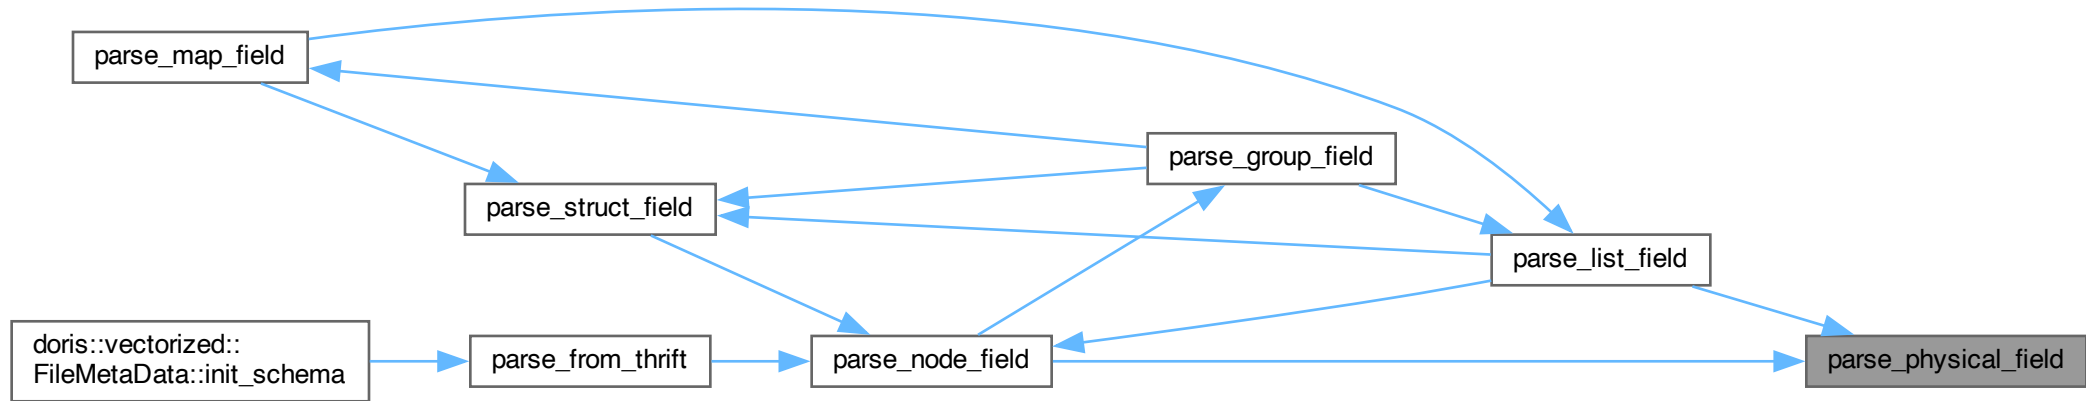 parse_map_field
parse_group_field
parse_struct_field
parse_list_field
doris::vectorized::
FileMetaData::init_schema
parse_from_thrift
parse_node_field
parse_physical_field